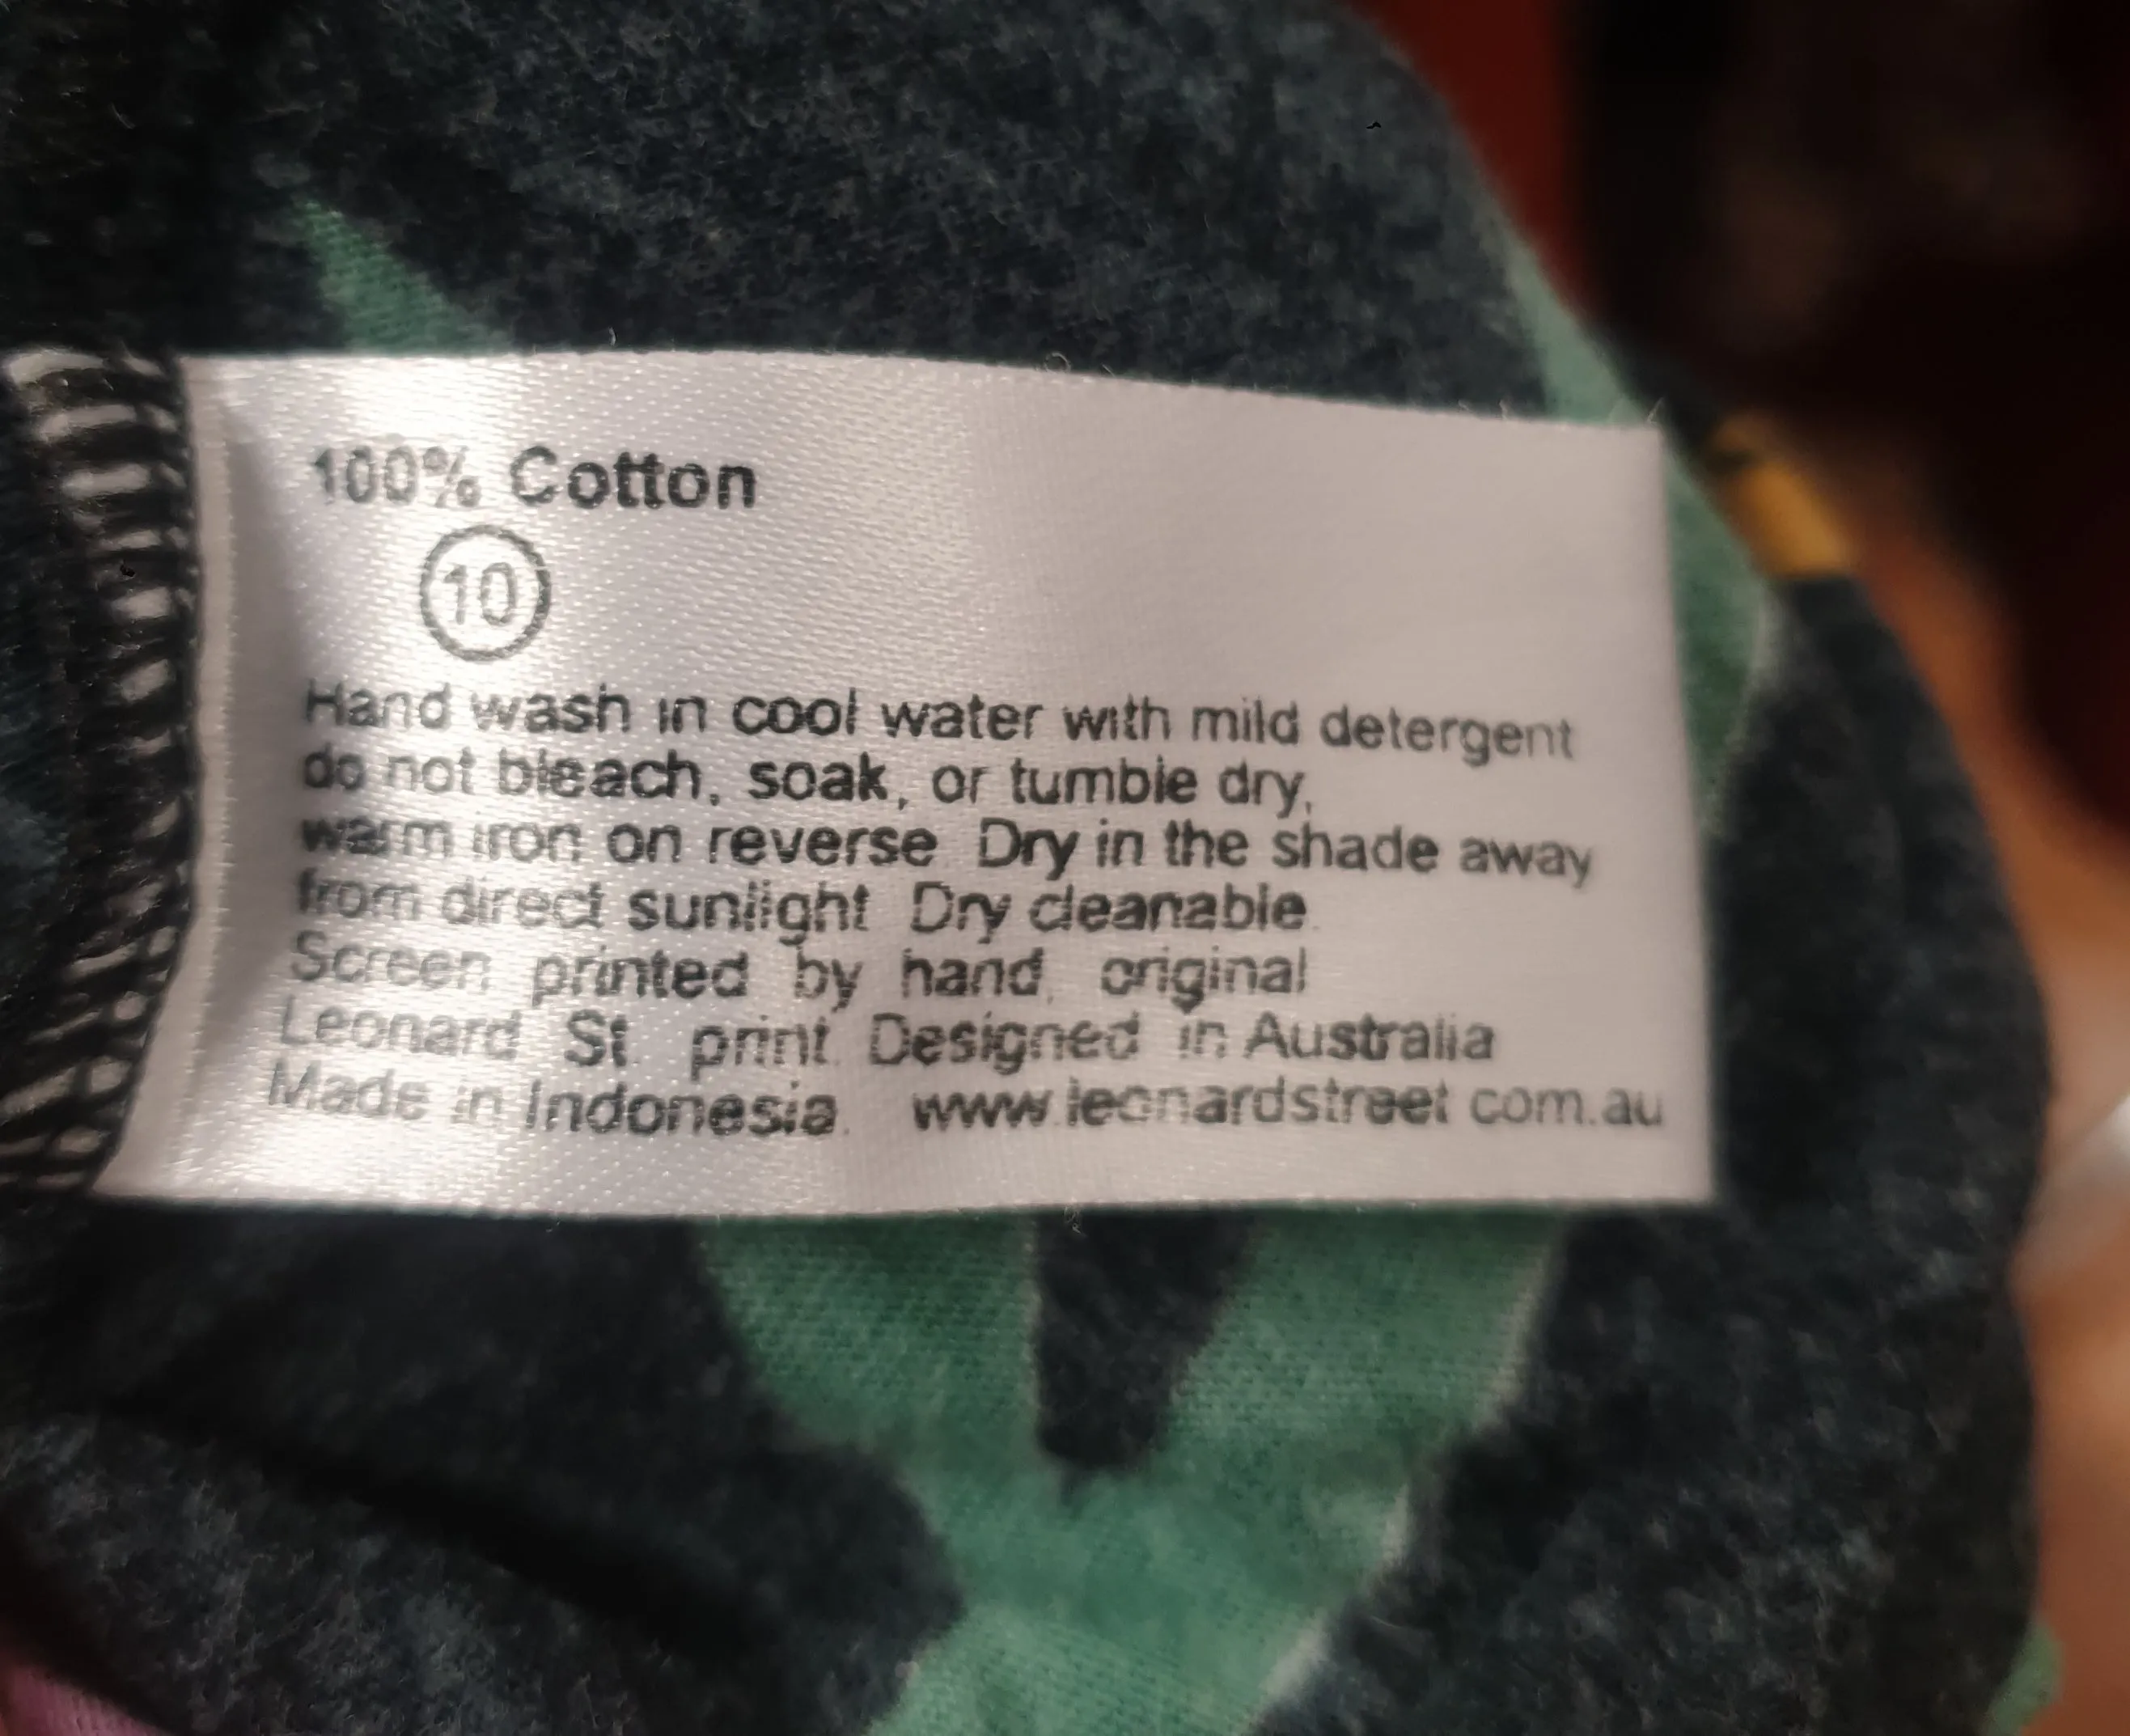 100% Cotton
10
Hand wash in cool water with mild detergent
do not bleach, soak, or tumble dry,
warm iron on reverse Dry in the shade away
from direct sunlight Dry cleanable.
Screen printed by hand, original
Leonard St. print. Designed in Australia
Made in Indonesia. www.leonardstreet.com.au